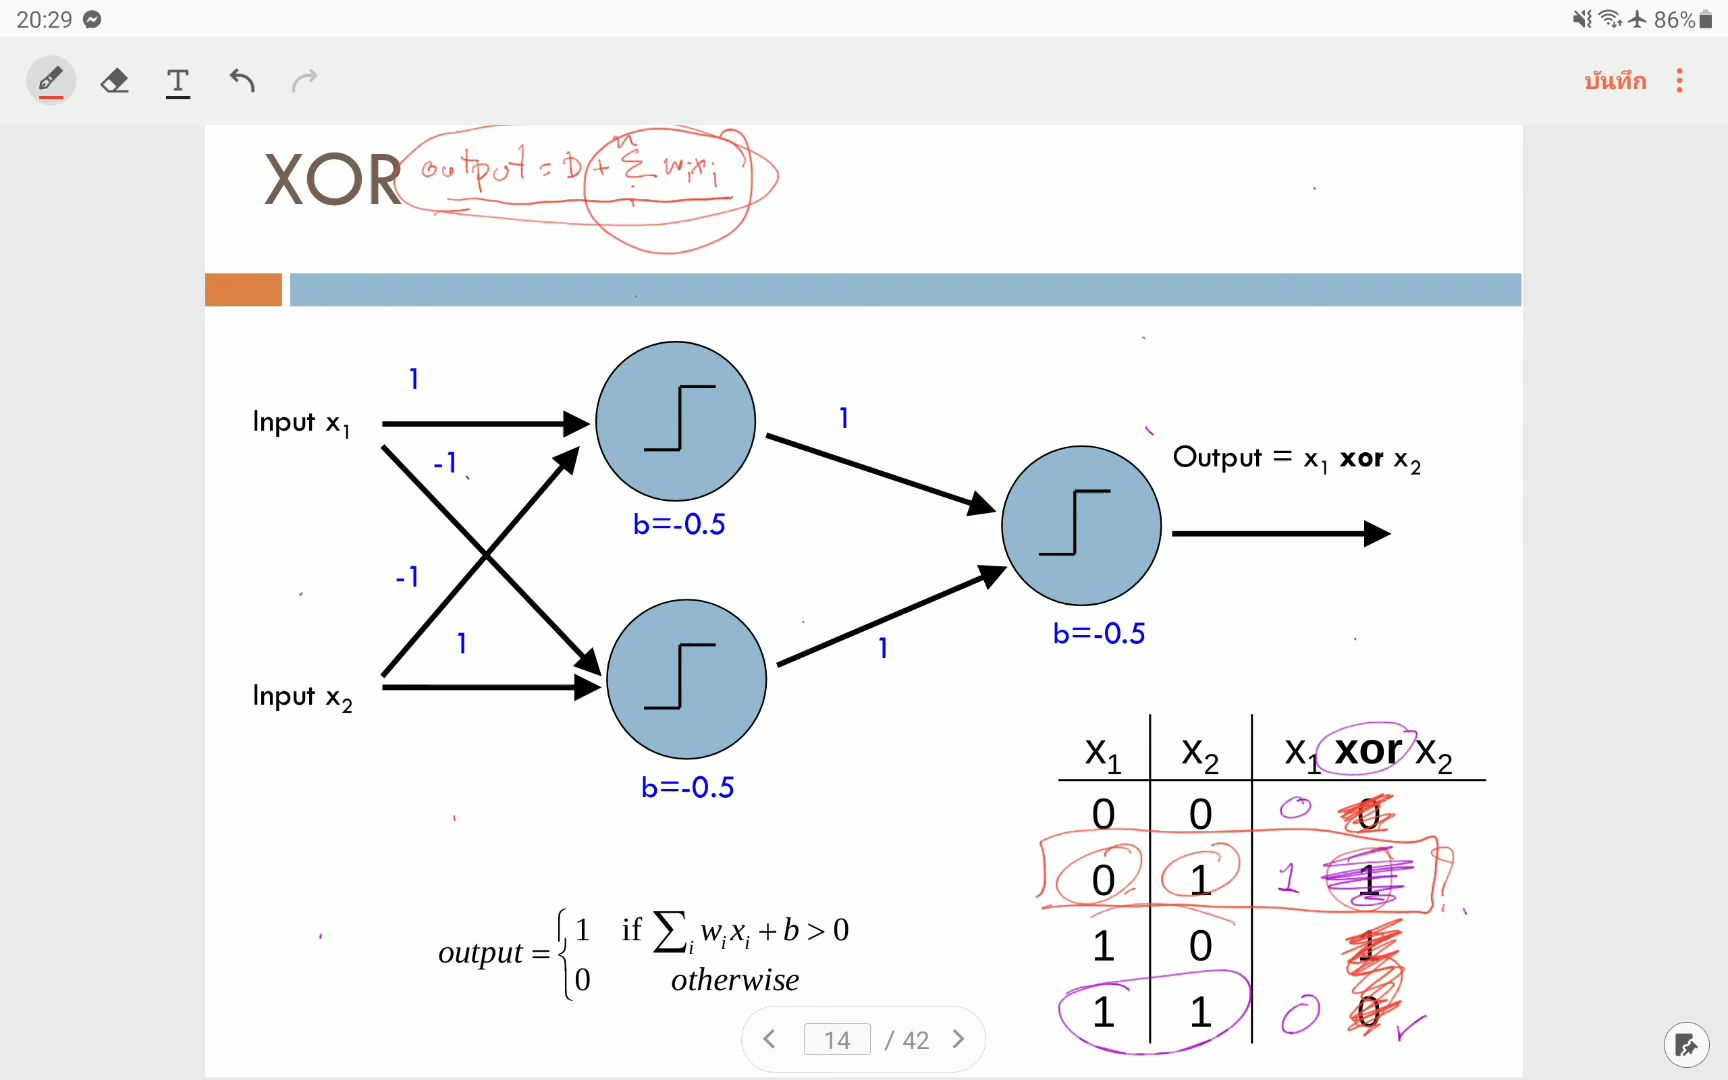 20:29 86%
T บันทึก
XOR output = D + n Σ i wixi
1
Input x1
-1
1
Output = x1 xor x2
b=-0.5
-1
1
1
b=-0.5
Input x2
b=-0.5
x1 x2 x1 xor x2
0 0 0 0
0 1 1 1 ?
1 0 1
1 1 0 0 ✓
output = { 1 if ∑i wixi + b > 0
0 otherwise
14 / 42